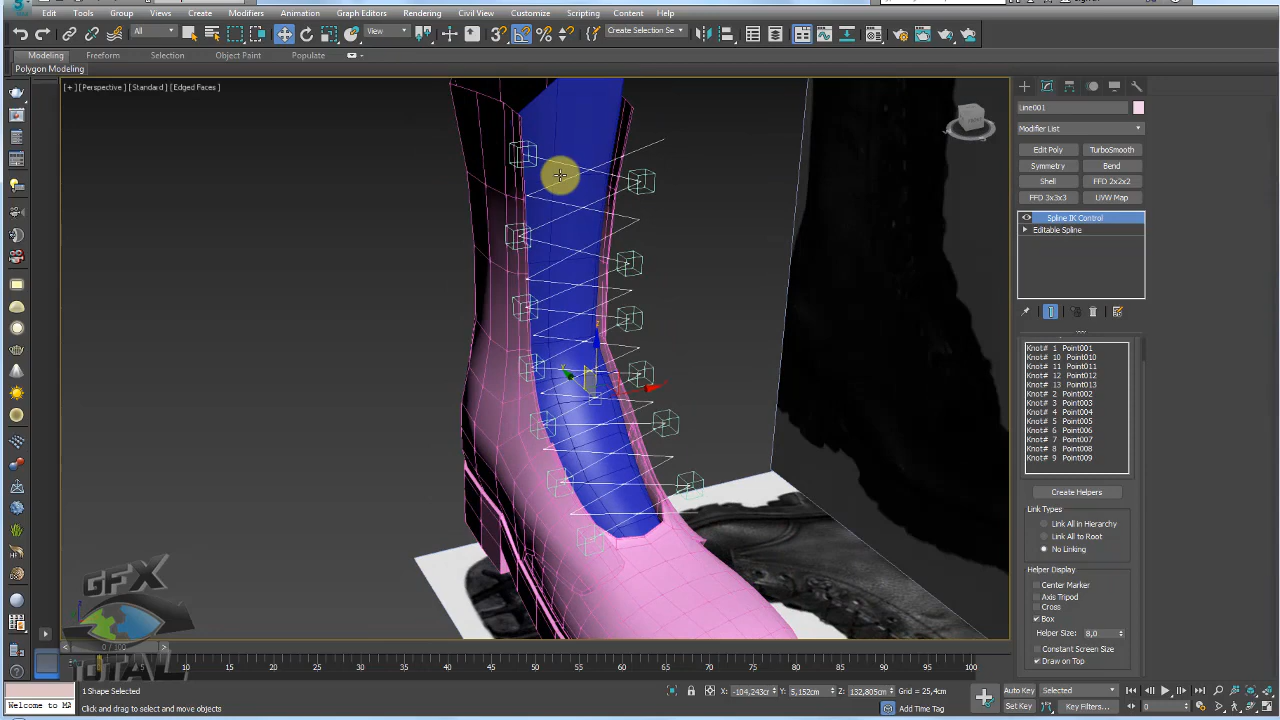 Edit Tools Group Views Create Modifiers Animation Graph Editors Rendering Civil View Customize Scripting Content Help
All View Create Selection Se
Modeling Freeform Selection Object Paint Populate
Polygon Modeling
[+] [Perspective] [Standard] [Edged Faces]
Line001
Modifier List
Edit Poly TurboSmooth
Symmetry Bend
Shell FFD 2x2x2
FFD 3x3x3 UVW Map
Spline IK Control
Editable Spline
Knot# 1 Point001
Knot# 10 Point010
Knot# 11 Point011
Knot# 12 Point012
Knot# 13 Point013
Knot# 2 Point002
Knot# 3 Point003
Knot# 4 Point004
Knot# 5 Point005
Knot# 6 Point006
Knot# 7 Point007
Knot# 8 Point008
Knot# 9 Point009
Create Helpers
Link Types
Link All in Hierarchy
Link All to Root
No Linking
Helper Display
Center Marker
Axis Tripod
Cross
Box
Helper Size: 8,0
Constant Screen Size
Draw on Top
GFX
TOTAL
0 / 100
5 10 15 20 25 30 35 40 45 50 55 60 65 70 75 80 85 90 95 100
1 Shape Selected
X: -104,243cr Y: 5,152cm Z: 132,805cm Grid = 25,4cm
Auto Key Selected
Welcome to MA
Click and drag to select and move objects
Add Time Tag
Set Key Key Filters... 0